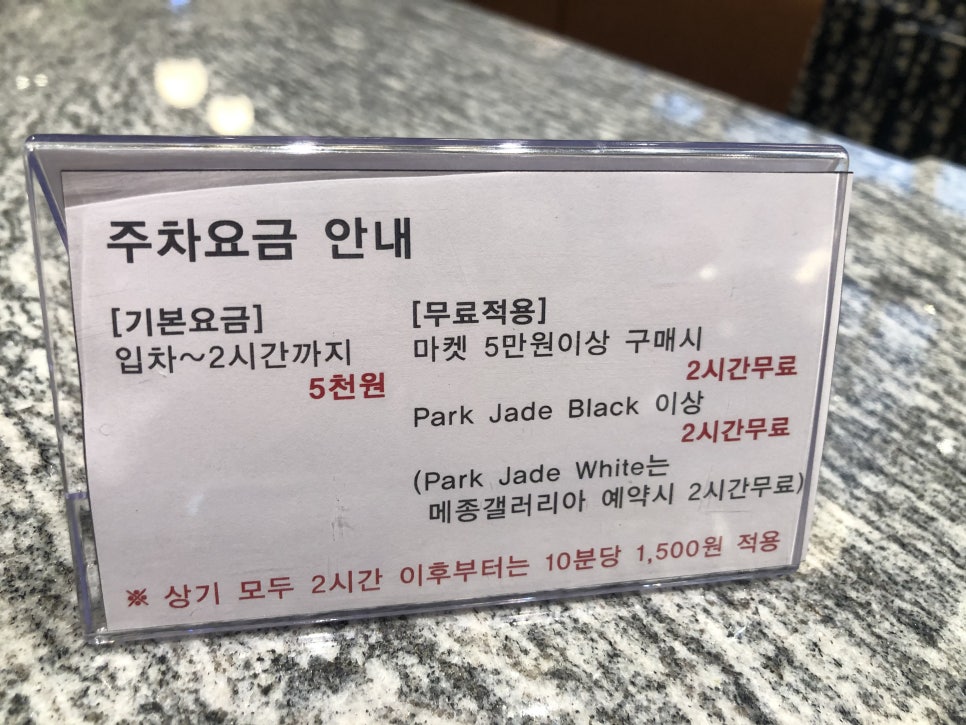 주차요금 안내
[기본요금]
입차~2시간까지
5천원
[무료적용]
마켓 5만원이상 구매시
2시간무료
Park Jade Black 이상
2시간무료
(Park Jade White는
메종갤러리아 예약시 2시간무료)
※ 상기 모두 2시간 이후부터는 10분당 1,500원 적용